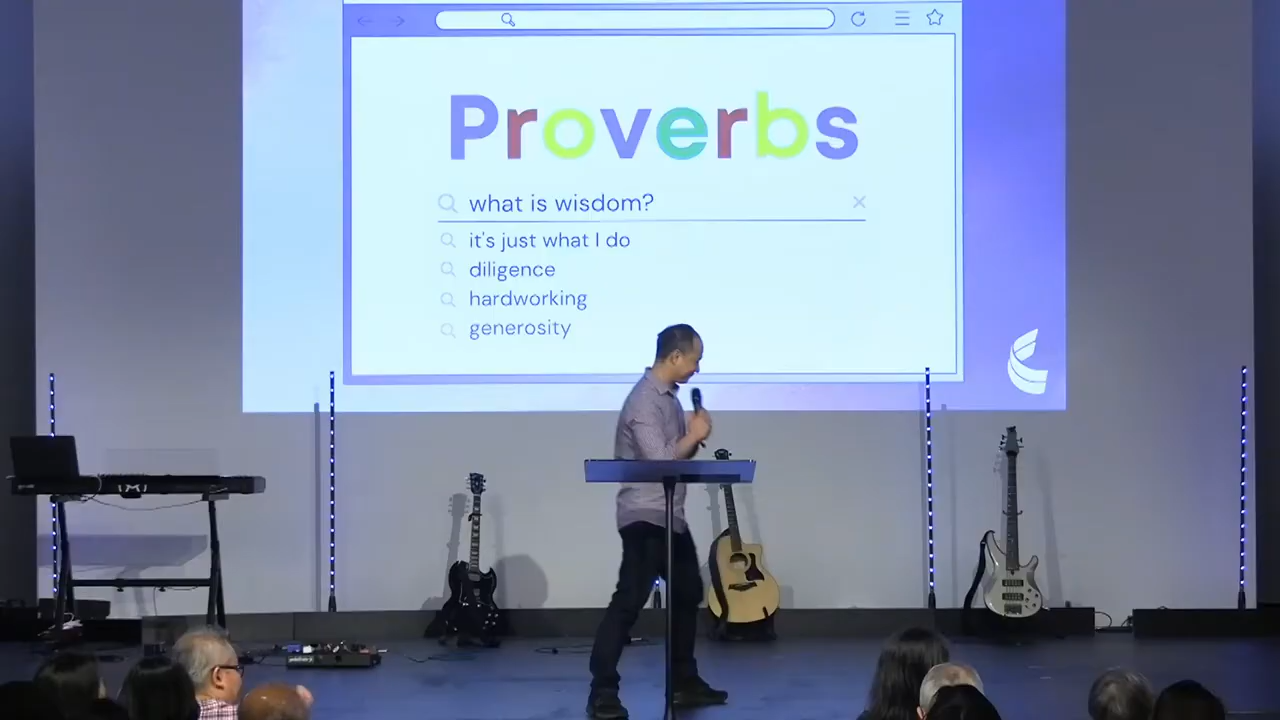 Proverbs
what is wisdom?
it's just what I do
diligence
hardworking
generosity